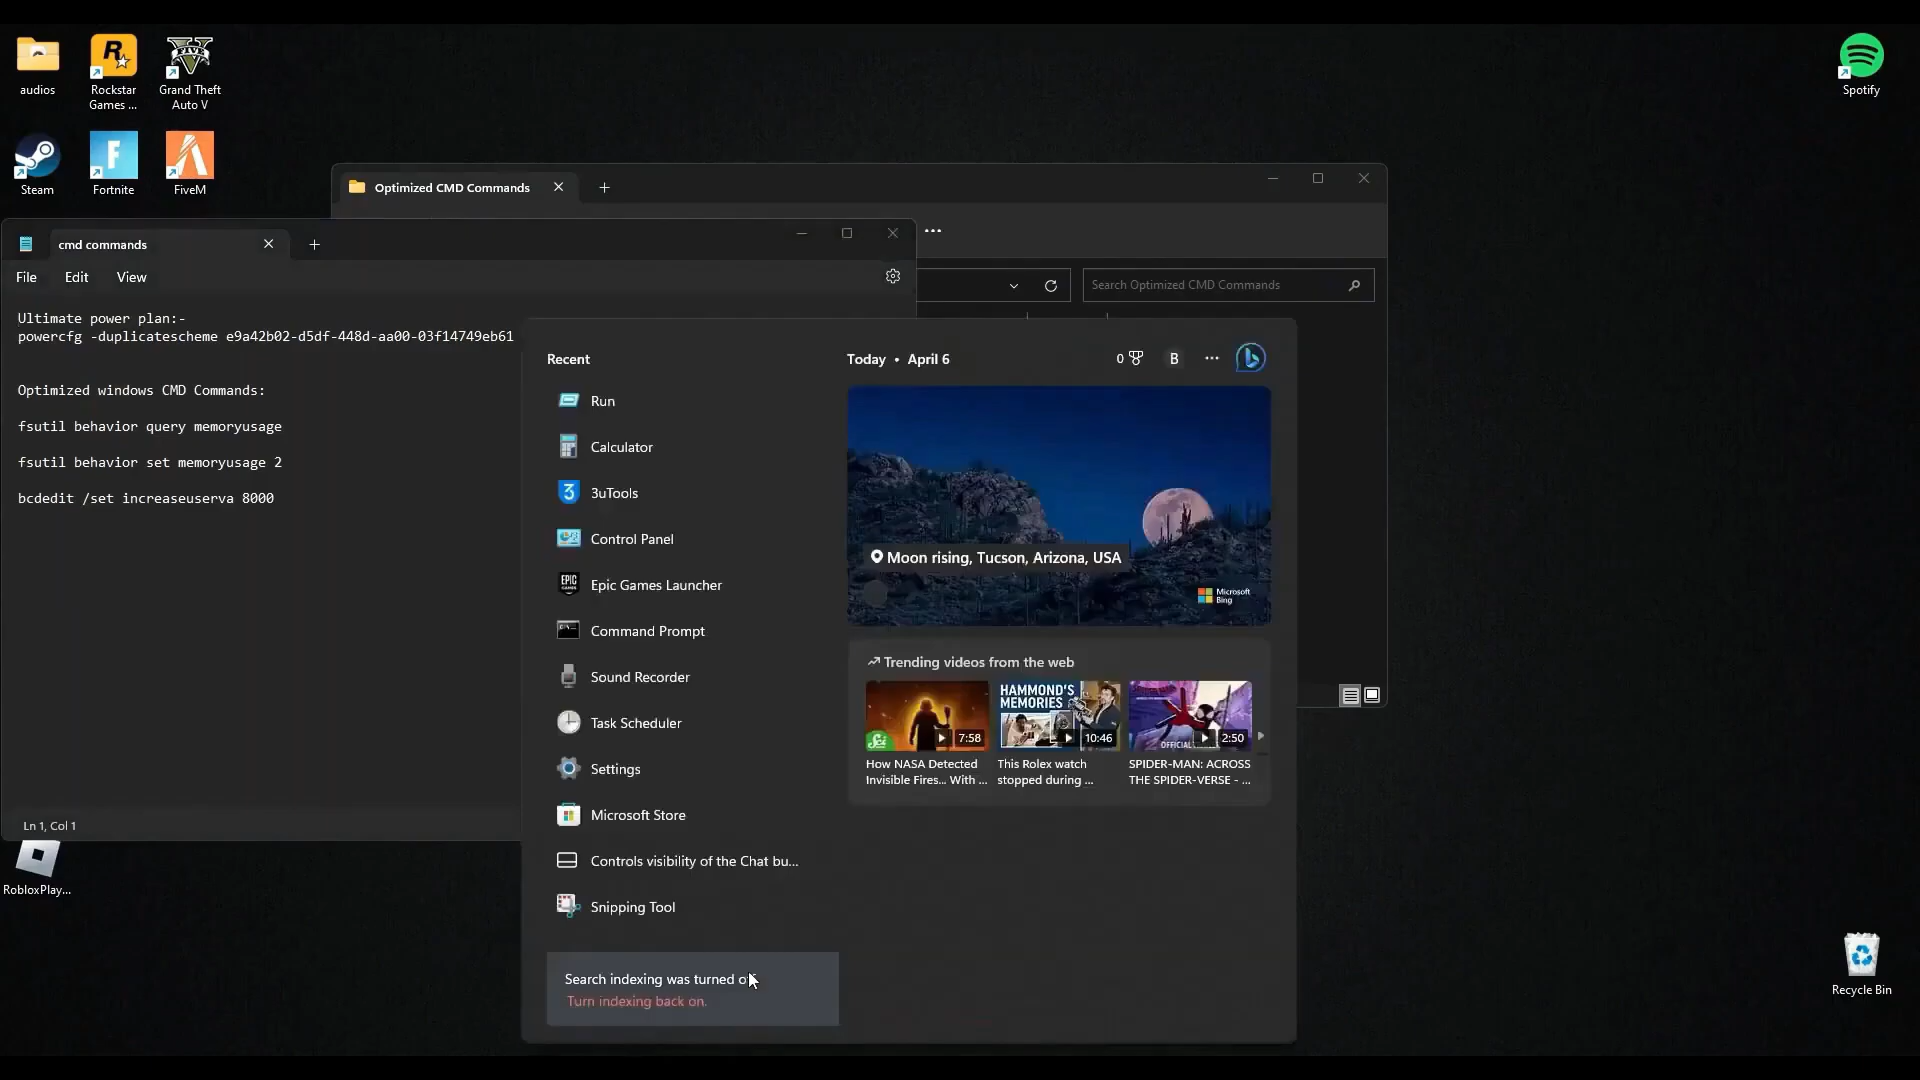 audios
Rockstar
Games ...
Grand Theft
Auto V
Spotify
Steam
Fortnite
FiveM
Optimized CMD Commands
cmd commands
File
Edit
View
Search Optimized CMD Commands
Ultimate power plan:-
powercfg -duplicatescheme e9a42b02-d5df-448d-aa00-03f14749eb61
Optimized windows CMD Commands:
fsutil behavior query memoryusage
fsutil behavior set memoryusage 2
bcdedit /set increaseuserva 8000
Ln 1, Col 1
RobloxPlay...
Recent
Run
Calculator
3uTools
Control Panel
Epic Games Launcher
Command Prompt
Sound Recorder
Task Scheduler
Settings
Microsoft Store
Controls visibility of the Chat bu...
Snipping Tool
Search indexing was turned
Turn indexing back on.
Today • April 6
0
B
Moon rising, Tucson, Arizona, USA
Microsoft
Bing
Trending videos from the web
7:58
HAMMOND'S
MEMORIES
10:46
OFFICIAL
2:50
How NASA Detected
Invisible Fires... With ...
This Rolex watch
stopped during ...
SPIDER-MAN: ACROSS
THE SPIDER-VERSE - ...
Recycle Bin